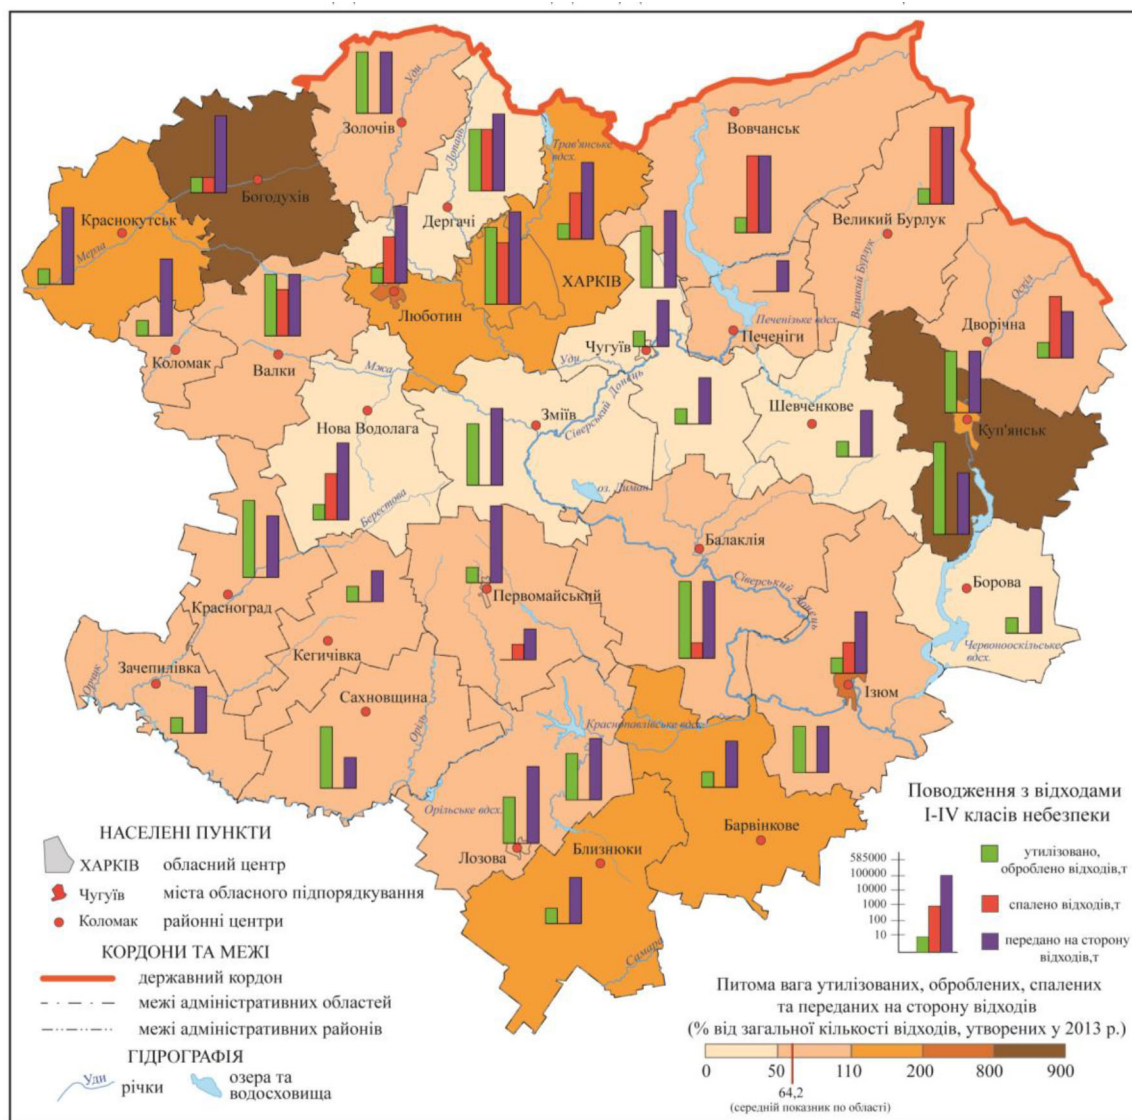 Уди
Золочів
Лопань
Трав'янське
вдсх.
Вовчанськ
Богодухів
Краснокутськ
Мерла
Дергачі
Великий Бурлук
Великий Бурлук
ХАРКІВ
Люботин
Оскіл
Коломак
Валки
Мжа
Уди
Чугуїв
Печенізьке вдсх.
Печеніги
Дворічна
Нова Водолага
Зміїв
Сіверський Донець
Шевченкове
Куп'янськ
Берестова
оз. Лиман
Балаклія
Сіверський Донець
Красноград
Первомайський
Борова
Кегичівка
Червонооскільське
вдсх.
Орчик
Зачепилівка
Сахновщина
Оріль
Ізюм
Краснопавлівське вдсх.
Орільське вдсх.
Лозова
Близнюки
Барвінкове
Самара
НАСЕЛЕНІ ПУНКТИ
ХАРКІВ обласний центр
Чугуїв міста обласного підпорядкування
Коломак районні центри
КОРДОНИ ТА МЕЖІ
державний кордон
межі адміністративних областей
межі адміністративних районів
ГІДРОГРАФІЯ
Уди річки
озера та
водосховища
Поводження з відходами
I-IV класів небезпеки
585000
100000
10000
1000
100
10
утилізовано,
оброблено відходів,т
спалено відходів,т
передано на сторону
відходів,т
Питома вага утилізованих, оброблених, спалених
та переданих на сторону відходів
(% від загальної кількості відходів, утворених у 2013 р.)
0 50 110 200 800 900
64,2
(середній показник по області)